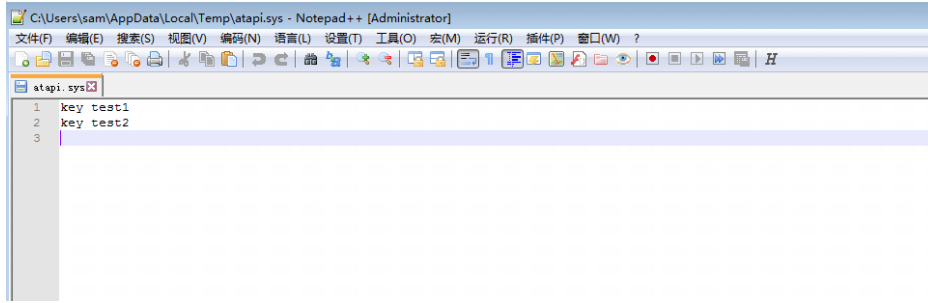 C:\Users\sam\AppData\Local\Temp\atapi.sys - Notepad++ [Administrator]
文件(F) 编辑(E) 搜索(S) 视图(V) 编码(N) 语言(L) 设置(T) 工具(O) 宏(M) 运行(R) 插件(P) 窗口(W) ?
H
atapi.sys
1 key test1
2 key test2
3